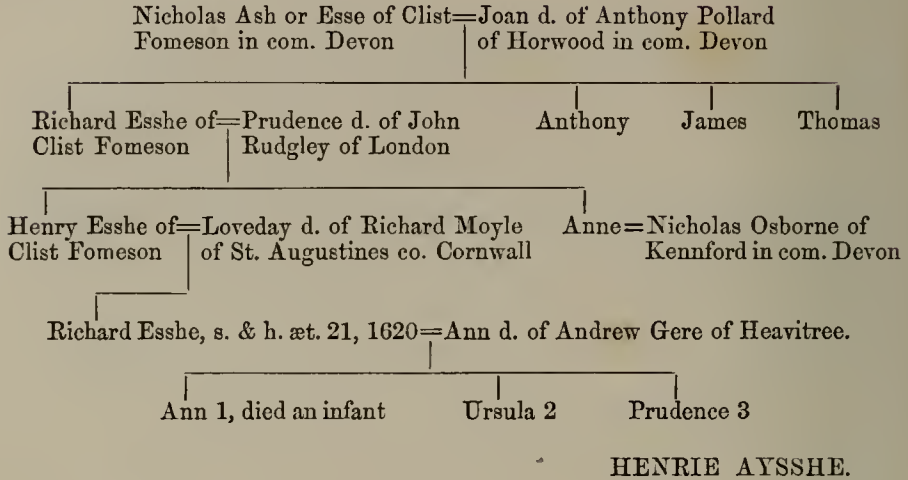 Nicholas Ash or Esse of Clist=Joan d. of Anthony Pollard
Fomeson in com. Devon of Horwood in com. Devon
Richard Esshe of=Prudence d. of John Anthony James Thomas
Clist Fomeson Rudgley of London
Henry Esshe of=Loveday d. of Richard Moyle Anne=Nicholas Osborne of
Clist Fomeson of St. Augustines co. Cornwall Kennford in com. Devon
Richard Esshe, s. & h. æt. 21, 1620=Ann d. of Andrew Gere of Heavitree.
Ann 1, died an infant Ursula 2 Prudence 3
HENRIE AYSSHE.